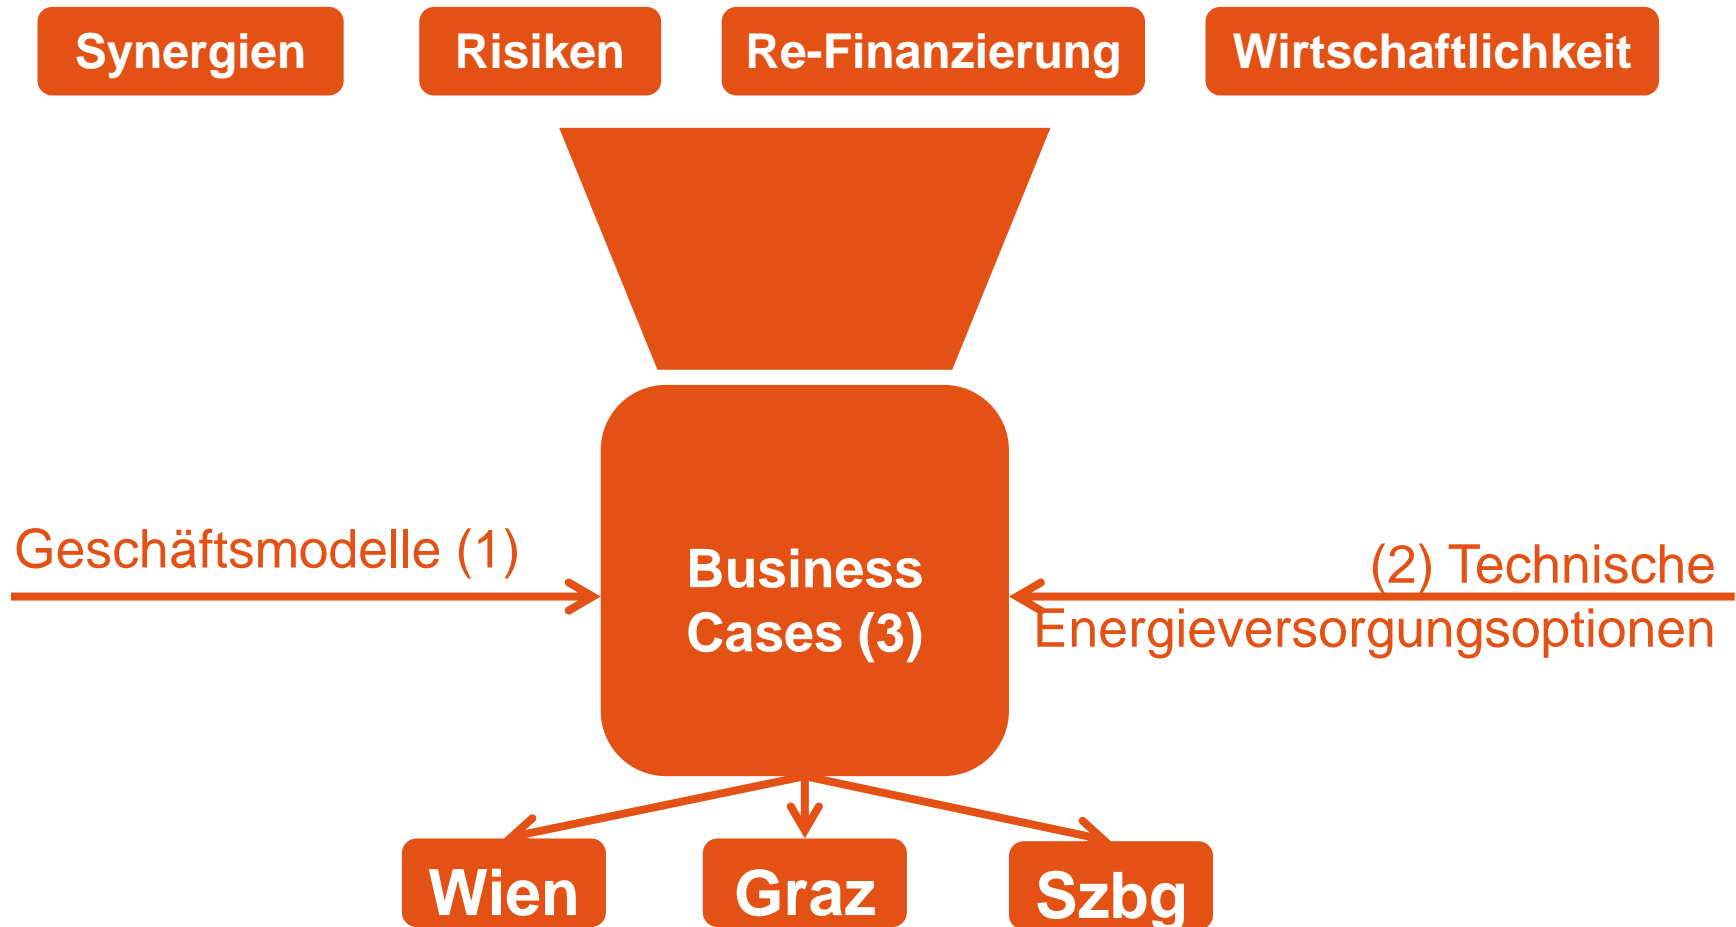 Synergien
Risiken
Re-Finanzierung
Wirtschaftlichkeit
Geschäftsmodelle (1)
Business
Cases (3)
(2) Technische
Energieversorgungsoptionen
Wien
Graz
Szbg